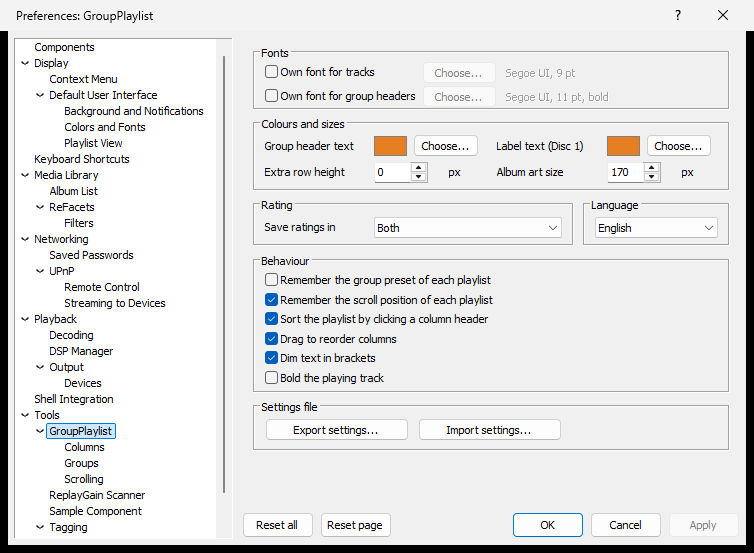 Preferences: GroupPlaylist
?
Components
Display
Context Menu
Default User Interface
Background and Notifications
Colors and Fonts
Playlist View
Keyboard Shortcuts
Media Library
Album List
ReFacets
Filters
Networking
Saved Passwords
UPnP
Remote Control
Streaming to Devices
Playback
Decoding
DSP Manager
Output
Devices
Shell Integration
Tools
GroupPlaylist
Columns
Groups
Scrolling
ReplayGain Scanner
Sample Component
Tagging
Fonts
Own font for tracks Choose... Segoe UI, 9 pt
Own font for group headers Choose... Segoe UI, 11 pt, bold
Colours and sizes
Group header text Choose... Label text (Disc 1) Choose...
Extra row height 0 px Album art size 170 px
Rating
Save ratings in Both
Language
English
Behaviour
Remember the group preset of each playlist
Remember the scroll position of each playlist
Sort the playlist by clicking a column header
Drag to reorder columns
Dim text in brackets
Bold the playing track
Settings file
Export settings... Import settings...
Reset all Reset page OK Cancel Apply